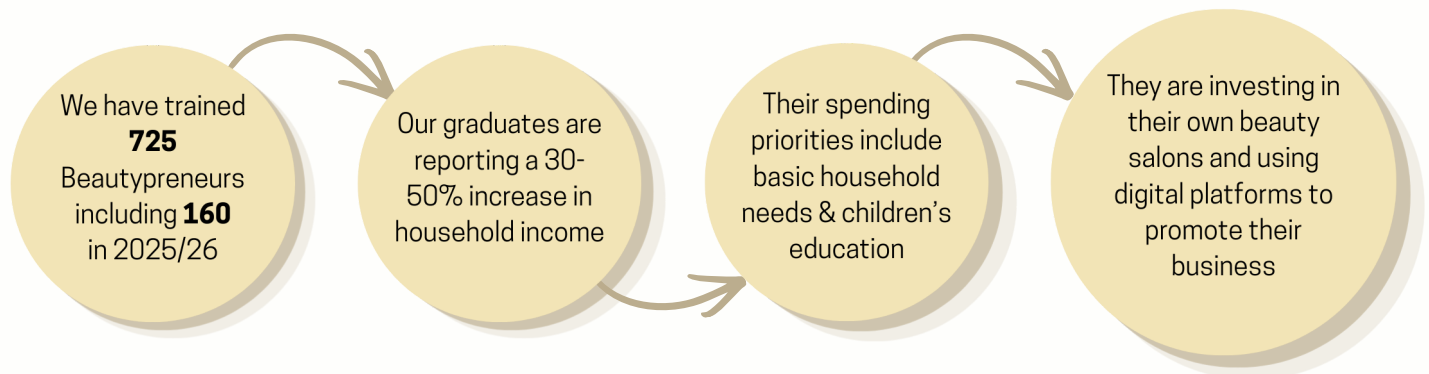 We have trained
725
Beautypreneurs
including 160
in 2025/26
Our graduates are
reporting a 30-
50% increase in
household income
Their spending
priorities include
basic household
needs & children's
education
They are investing in
their own beauty
salons and using
digital platforms to
promote their
business